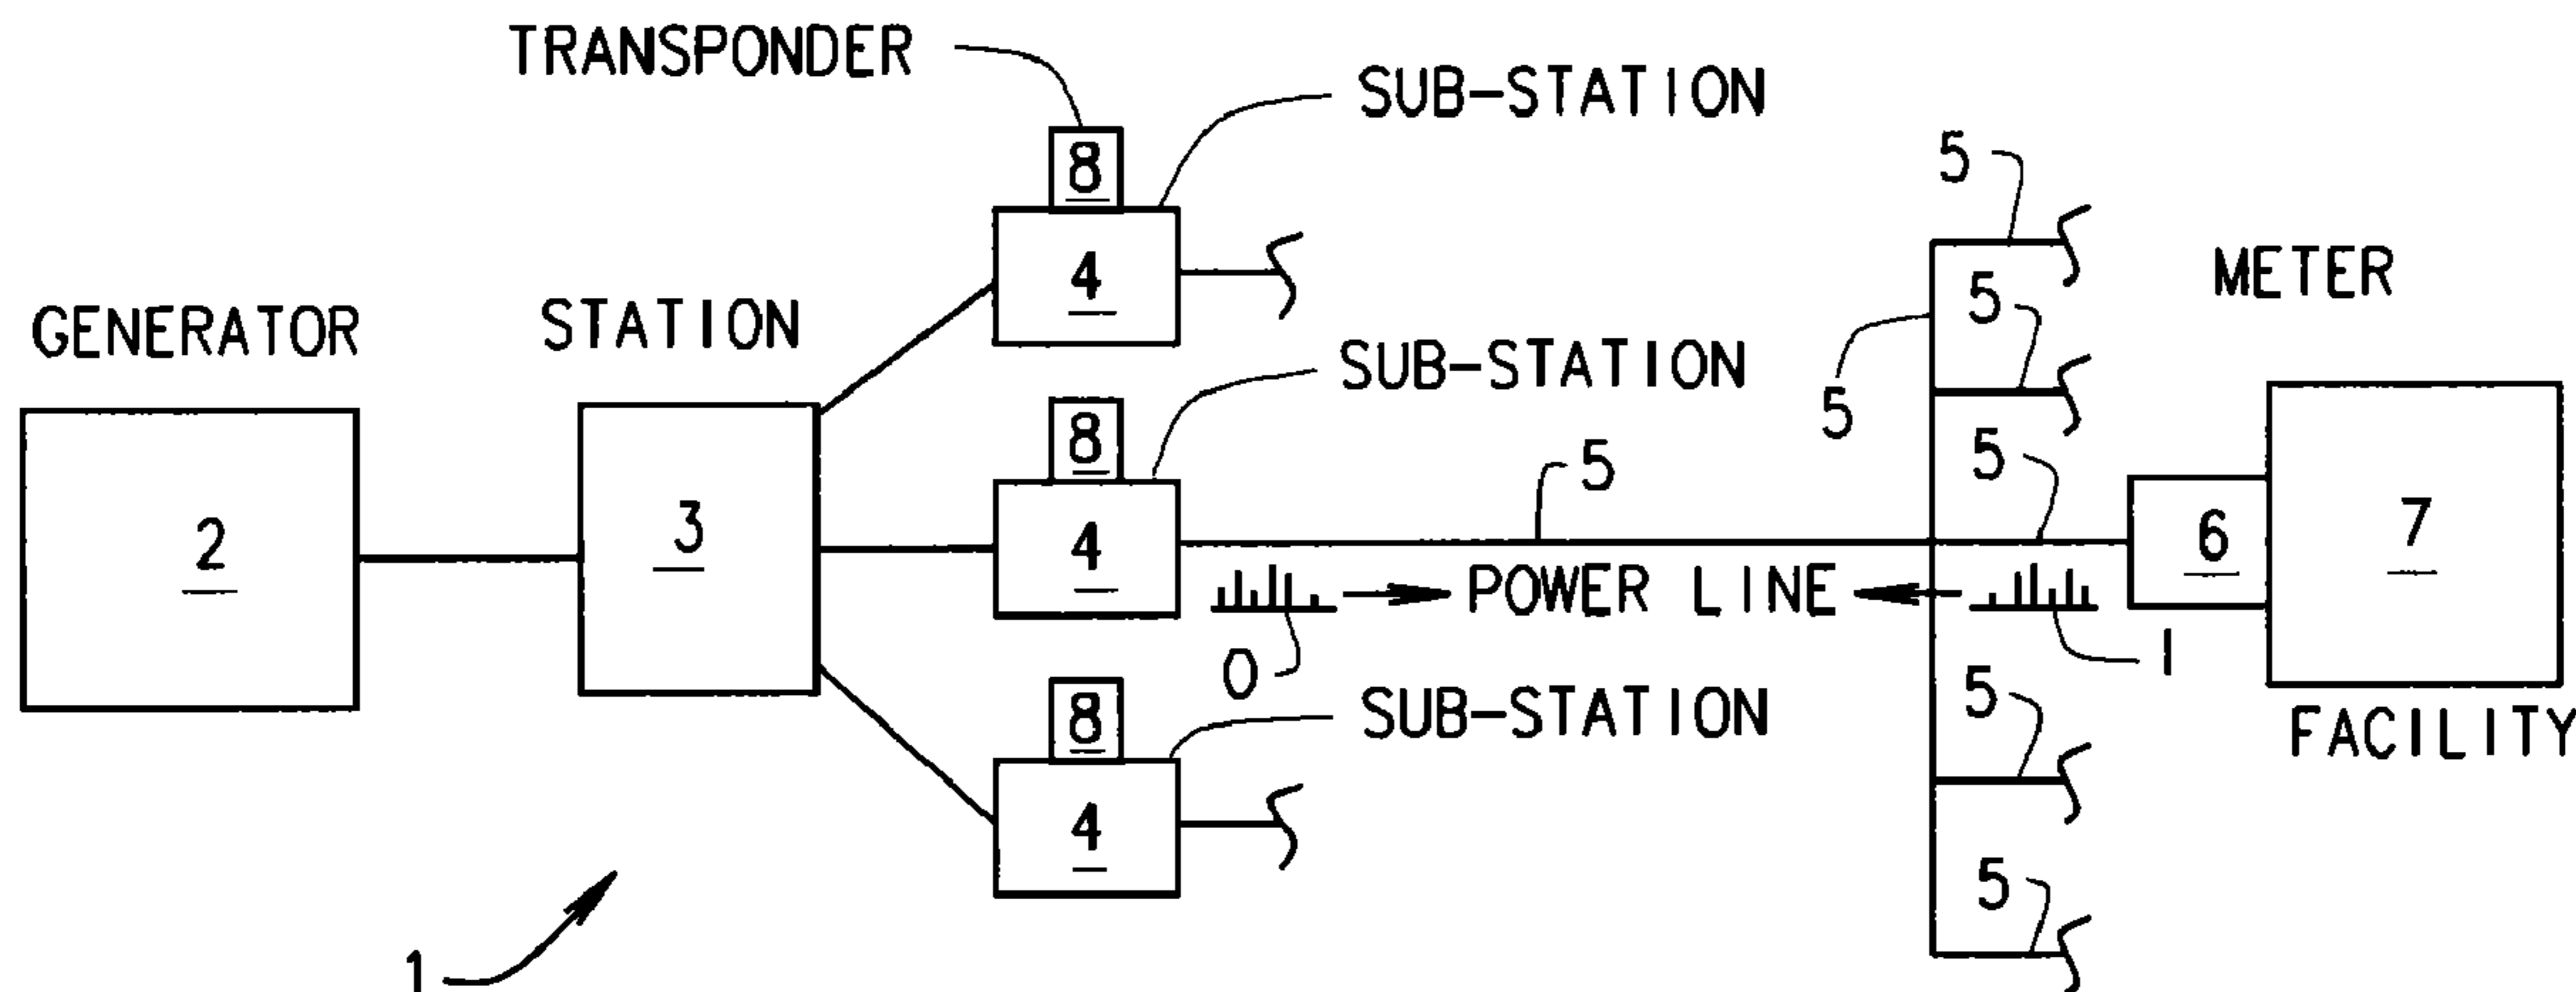 TRANSPONDER
SUB-STATION
8
5
4
METER
GENERATOR
STATION
5
SUB-STATION
5
8
5
5
2
3
4
6
7
POWER LINE
0
1
8
SUB-STATION
5
FACILITY
4
5
1